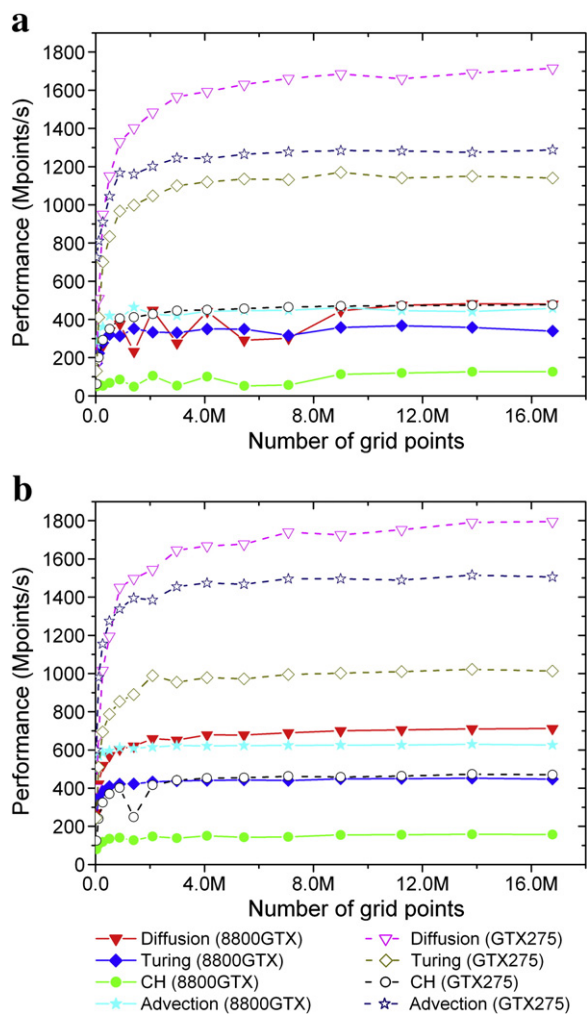 a
Performance (Mpoints/s)
1800
1600
1400
1200
1000
800
600
400
200
0
0.0 4.0M 8.0M 12.0M 16.0M
Number of grid points
b
Performance (Mpoints/s)
1800
1600
1400
1200
1000
800
600
400
200
0
0.0 4.0M 8.0M 12.0M 16.0M
Number of grid points
Diffusion (8800GTX) Diffusion (GTX275)
Turing (8800GTX) Turing (GTX275)
CH (8800GTX) CH (GTX275)
Advection (8800GTX) Advection (GTX275)